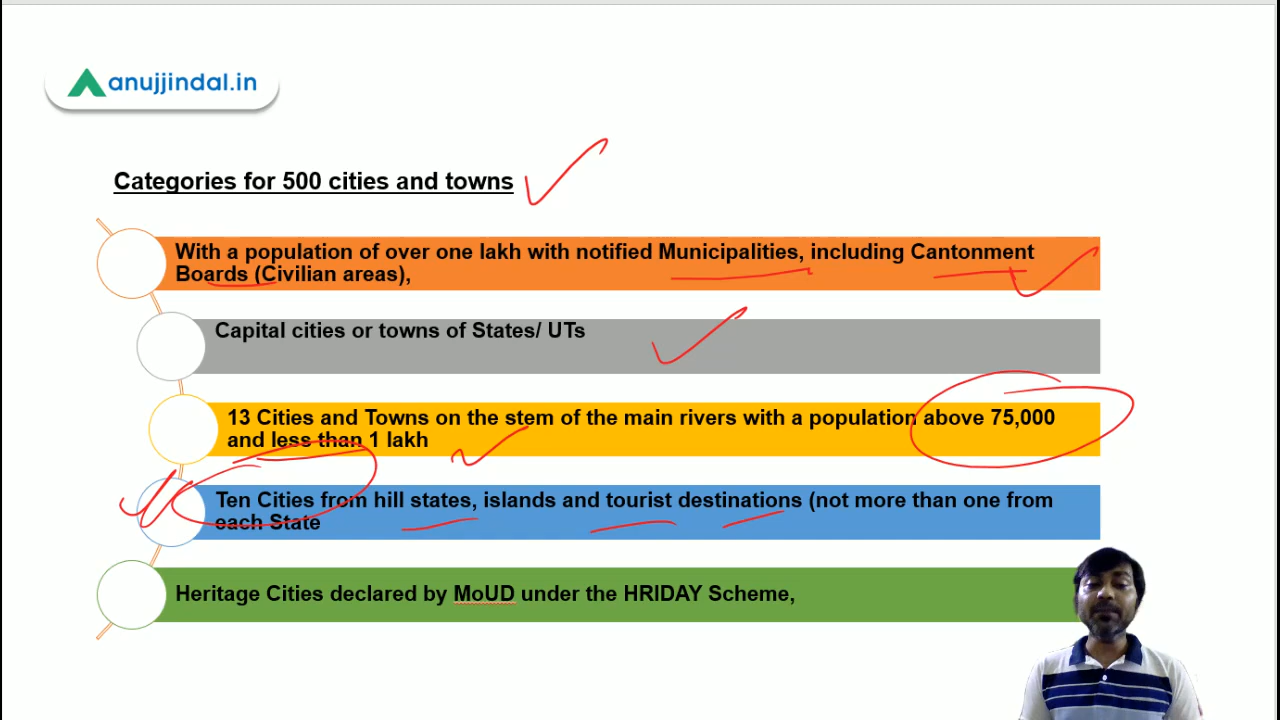 anujjindal.in
Categories for 500 cities and towns
With a population of over one lakh with notified Municipalities, including Cantonment
Boards (Civilian areas),
Capital cities or towns of States/ UTs
13 Cities and Towns on the stem of the main rivers with a population above 75,000
and less than 1 lakh
Ten Cities from hill states, islands and tourist destinations (not more than one from
each State
Heritage Cities declared by MoUD under the HRIDAY Scheme,